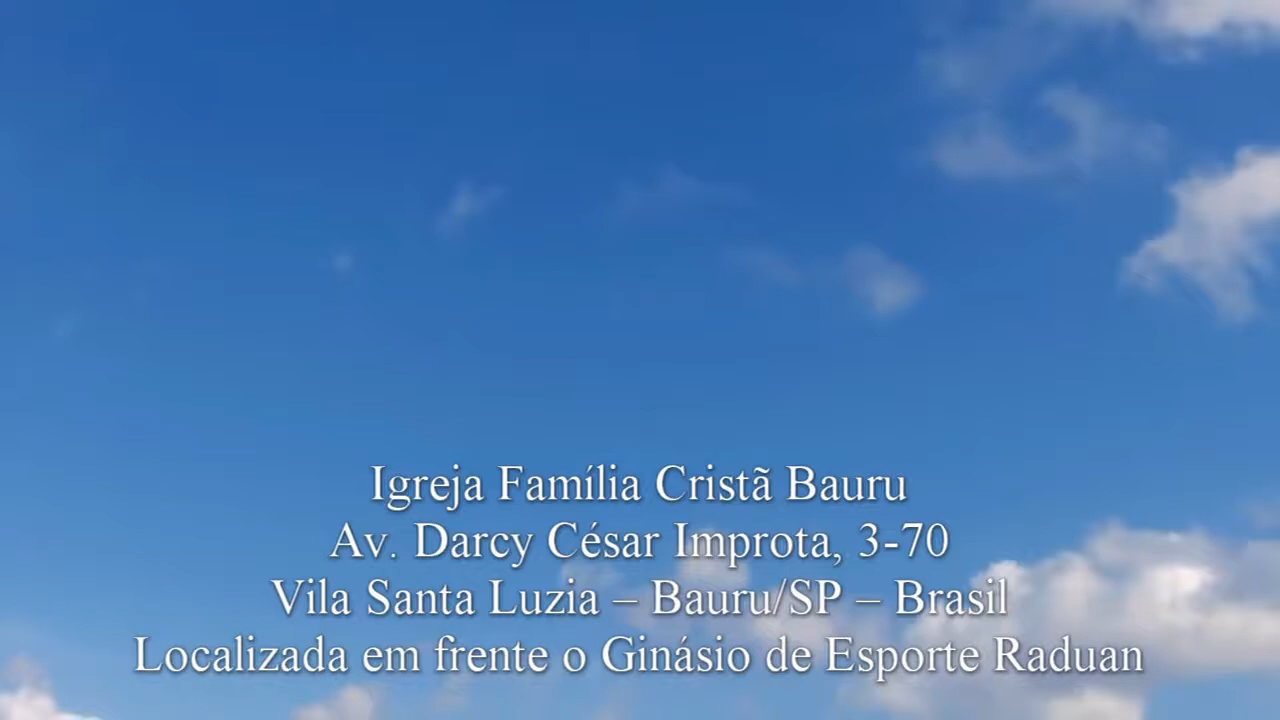 Igreja Família Cristã Bauru
Av. Darcy César Improta, 3-70
Vila Santa Luzia – Bauru/SP – Brasil
Localizada em frente o Ginásio de Esporte Raduan